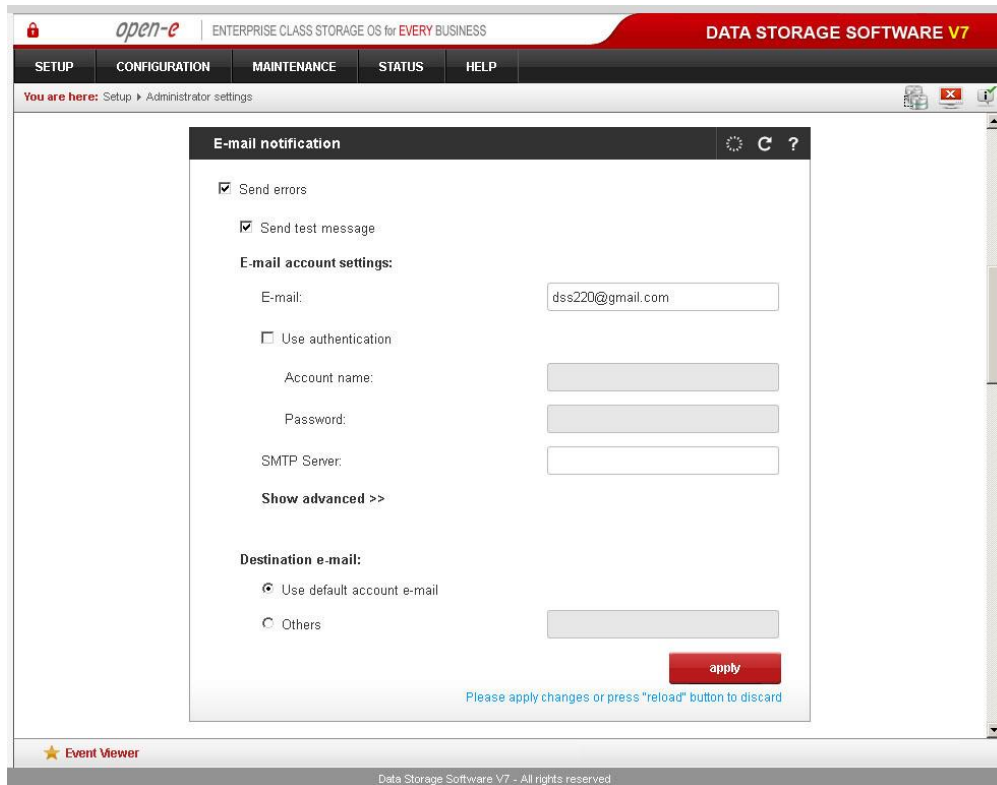 open-e ENTERPRISE CLASS STORAGE OS for EVERY BUSINESS DATA STORAGE SOFTWARE V7
SETUP CONFIGURATION MAINTENANCE STATUS HELP
You are here: Setup Administrator settings
E-mail notification ?
Send errors
Send test message
E-mail account settings:
E-mail: dss220@gmail.com
Use authentication
Account name:
Password:
SMTP Server:
Show advanced >>
Destination e-mail:
Use default account e-mail
Others
apply
Please apply changes or press "reload" button to discard
Event Viewer
Data Storage Software V7 - All rights reserved